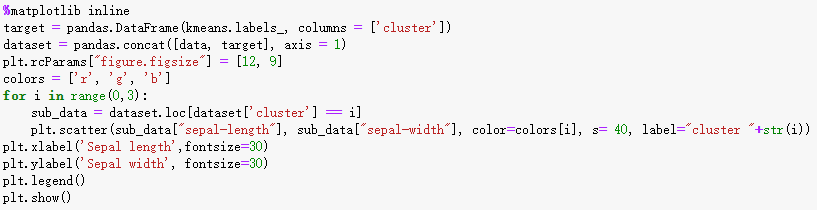 %matplotlib inline
target = pandas.DataFrame(kmeans.labels_, columns = ['cluster'])
dataset = pandas.concat([data, target], axis = 1)
plt.rcParams["figure.figsize"] = [12, 9]
colors = ['r', 'g', 'b']
for i in range(0,3):
    sub_data = dataset.loc[dataset['cluster'] == i]
    plt.scatter(sub_data["sepal-length"], sub_data["sepal-width"], color=colors[i], s= 40, label="cluster "+str(i))
plt.xlabel('Sepal length',fontsize=30)
plt.ylabel('Sepal width',fontsize=30)
plt.legend()
plt.show()